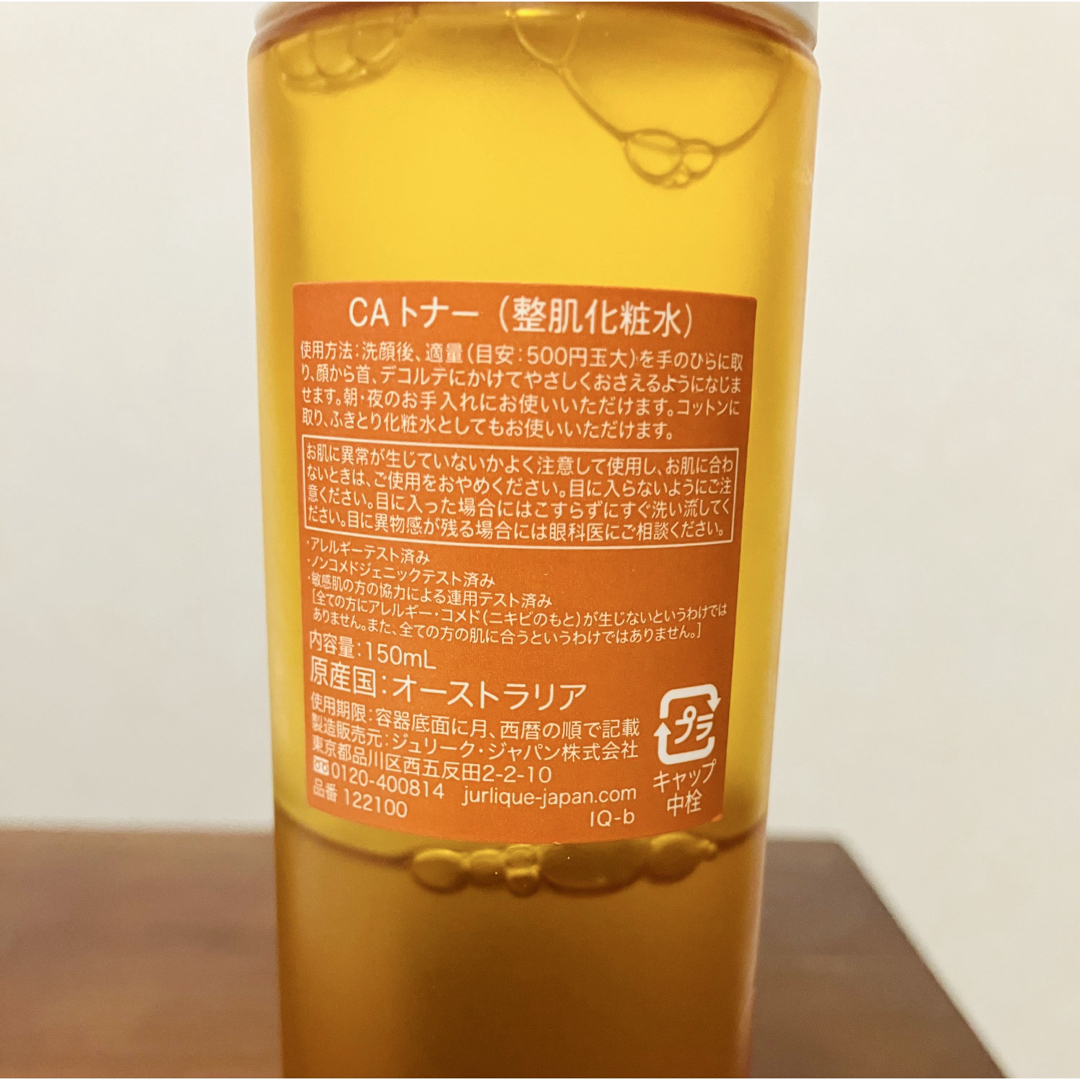 CAトナー（整肌化粧水）
使用方法：洗顔後、適量（目安：500円玉大）を手のひらに取
り、顔から首、デコルテにかけてやさしくおさえるようになじま
せます。朝・夜のお手入れにお使いいただけます。コットンに
取り、ふきとり化粧水としてもお使いいただけます。
お肌に異常が生じていないかよく注意して使用し、お肌に合わ
ないときは、ご使用をおやめください。目に入らないようにご注
意ください。目に入った場合にはこすらずにすぐ洗い流してく
ださい。目に異物感が残る場合には眼科医にご相談ください。
・アレルギーテスト済み
・ノンコメドジェニックテスト済み
・敏感肌の方の協力による連用テスト済み
［全ての方にアレルギー・コメド（ニキビのもと）が生じないというわけでは
ありません。また、全ての方の肌に合うというわけではありません。］
内容量：150mL
原産国：オーストラリア
使用期限：容器底面に月、西暦の順で記載
製造販売元：ジュリーク・ジャパン株式会社
東京都品川区西五反田2-2-10
0120-400814 jurlique-japan.com
品番 122100
IQ-b
プラ
キャップ
中栓